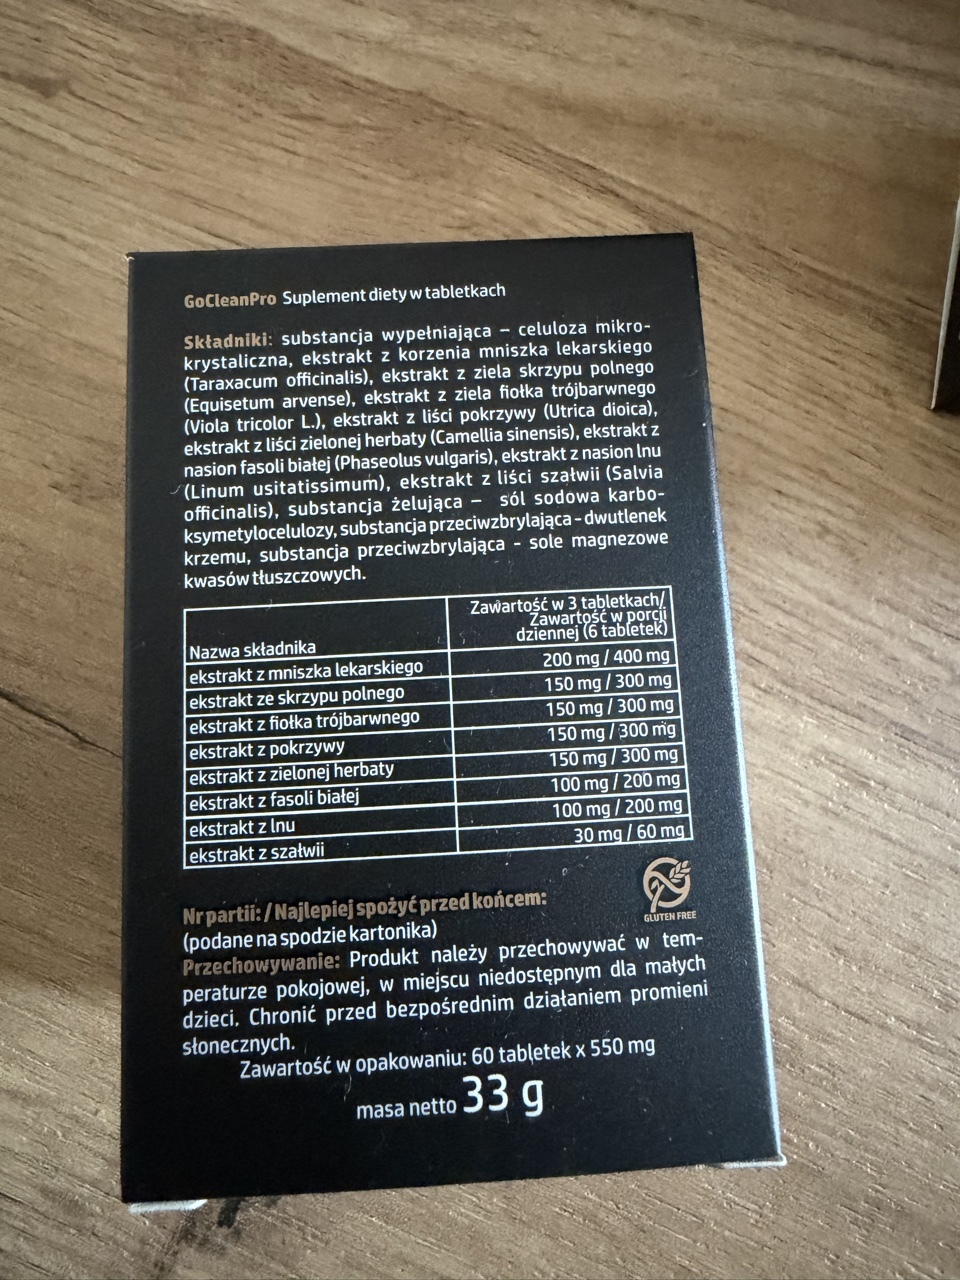 GoCleanPro Suplement diety w tabletkach
Składniki: substancja wypełniająca – celuloza mikro-
krystaliczna, ekstrakt z korzenia mniszka lekarskiego
(Taraxacum officinalis), ekstrakt z ziela skrzypu polnego
(Equisetum arvense), ekstrakt z ziela fiołka trójbarwnego
(Viola tricolor L.), ekstrakt z liści pokrzywy (Utrica dioica),
ekstrakt z liści zielonej herbaty (Camellia sinensis), ekstrakt z
nasion fasoli białej (Phaseolus vulgaris), ekstrakt z nasion lnu
(Linum usitatissimum), ekstrakt z liści szałwii (Salvia
officinalis), substancja żelująca – sól sodowa karbo-
ksymetylocelulozy, substancja przeciwzbrylająca - dwutlenek
krzemu, substancja przeciwzbrylająca - sole magnezowe
kwasów tłuszczowych.
Zawartość w 3 tabletkach/
Zawartość w porcji
Nazwa składnika dziennej (6 tabletek)
ekstrakt z mniszka lekarskiego 200 mg / 400 mg
ekstrakt ze skrzypu polnego 150 mg / 300 mg
ekstrakt z fiołka trójbarwnego 150 mg / 300 mg
ekstrakt z pokrzywy 150 mg / 300 mg
ekstrakt z zielonej herbaty 150 mg / 300 mg
ekstrakt z fasoli białej 100 mg / 200 mg
ekstrakt z lnu 100 mg / 200 mg
ekstrakt z szałwii 30 mg / 60 mg
GLUTEN FREE
Nr partii: / Najlepiej spożyć przed końcem:
(podane na spodzie kartonika)
Przechowywanie: Produkt należy przechowywać w tem-
peraturze pokojowej, w miejscu niedostępnym dla małych
dzieci. Chronić przed bezpośrednim działaniem promieni
słonecznych.
Zawartość w opakowaniu: 60 tabletek x 550 mg
masa netto 33 g